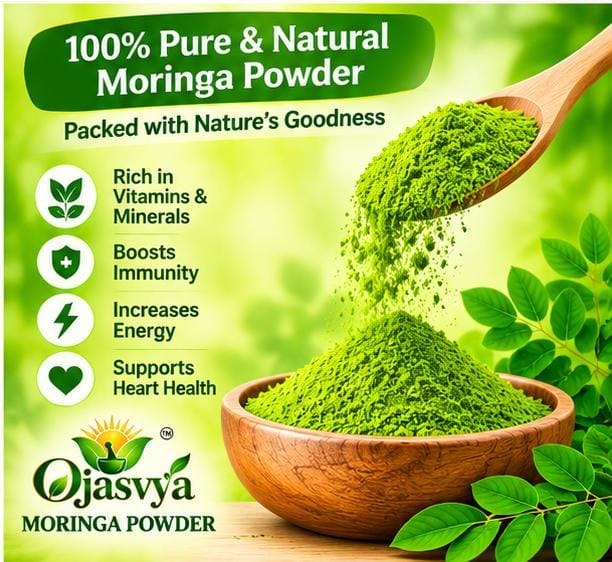 100% Pure & Natural
Moringa Powder
Packed with Nature's Goodness
Rich in
Vitamins &
Minerals
Boosts
Immunity
Increases
Energy
Supports
Heart Health
TM
Ojasvya
MORINGA POWDER